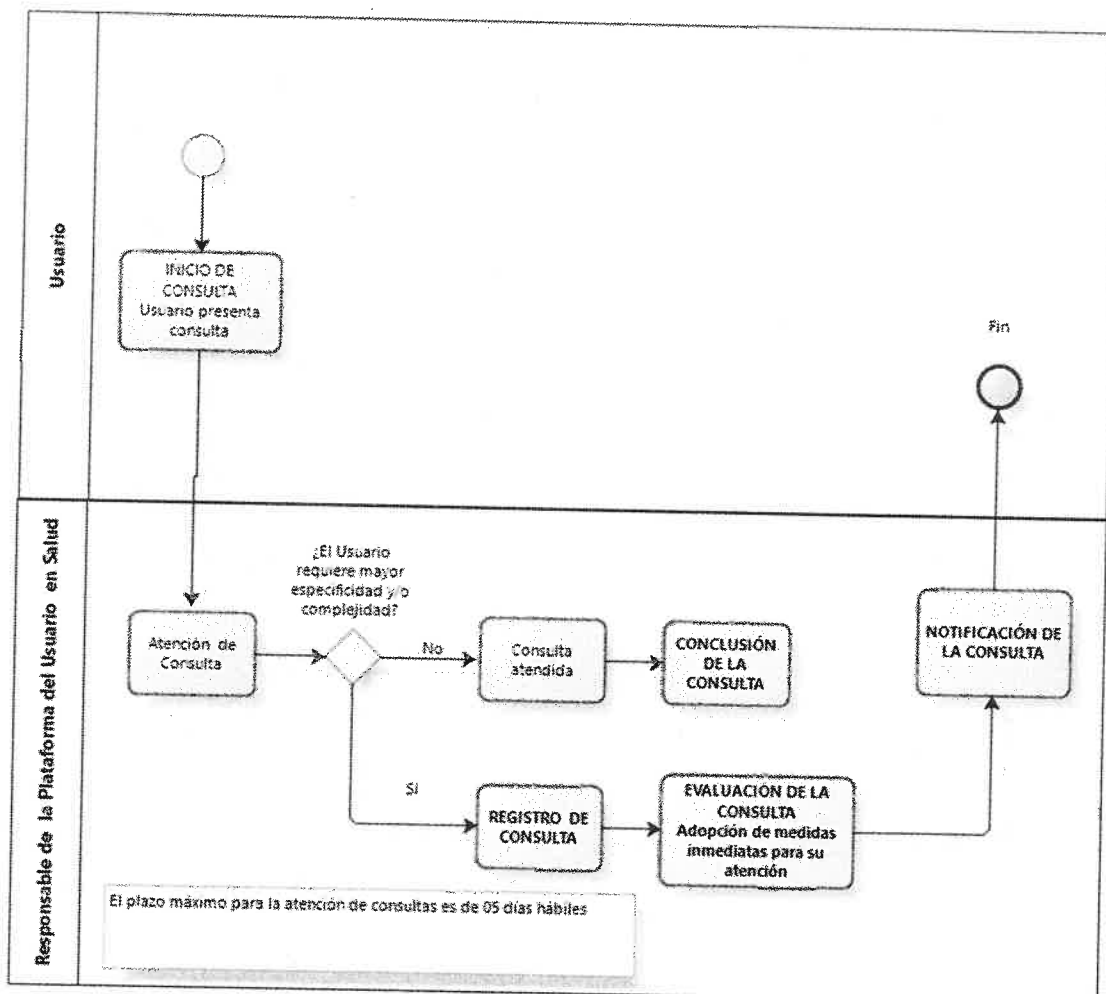 Usuario
INICIO DE
CONSULTA
Usuario presenta
consulta
Fin
Responsable de la Plataforma del Usuario en Salud
Atención de
Consulta
¿El Usuario
requiere mayor
especificidad y/o
complejidad?
No
Consulta
atendida
CONCLUSIÓN
DE LA
CONSULTA
NOTIFICACIÓN DE
LA CONSULTA
Sí
REGISTRO DE
CONSULTA
EVALUACIÓN DE LA
CONSULTA
Adopción de medidas
inmediatas para su
atención
El plazo máximo para la atención de consultas es de 05 días hábiles